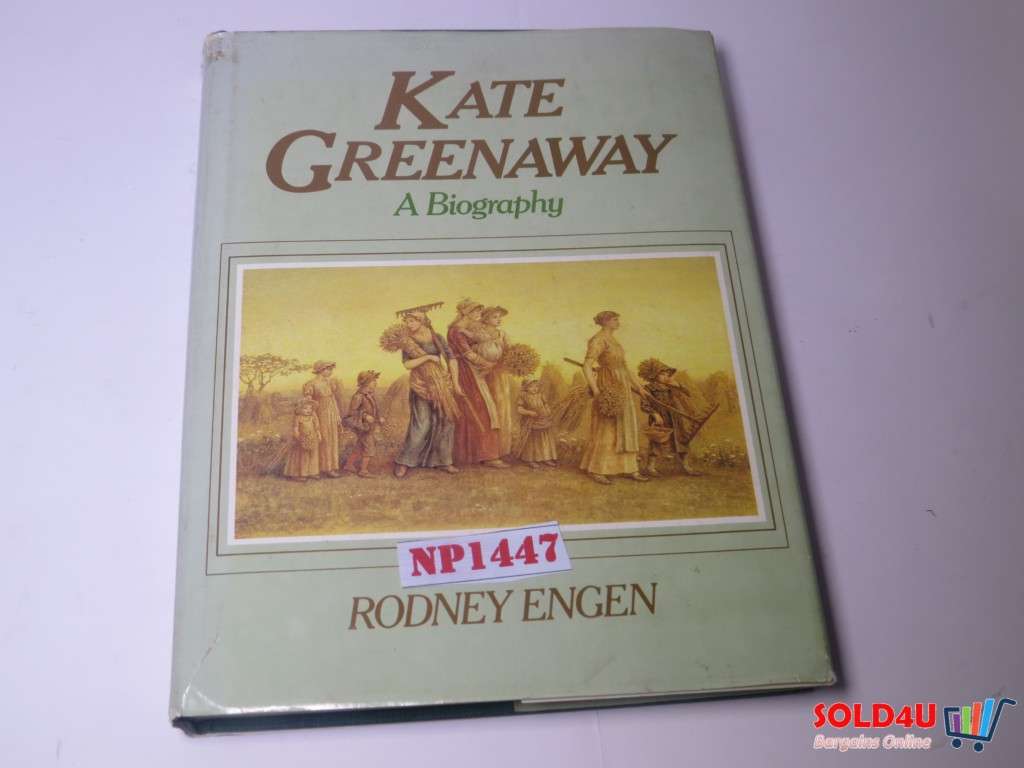 KATE
GREENAWAY
A Biography
NP1447
RODNEY ENGEN
SOLD4U
Bargains Online